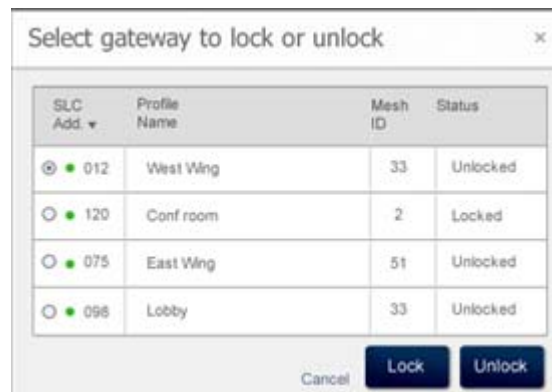 Select gateway to lock or unlock ×
SLC Add. ▼ Profile Name Mesh ID Status
012 West Wing 33 Unlocked
120 Conf room 2 Locked
075 East Wing 51 Unlocked
098 Lobby 33 Unlocked
Cancel Lock Unlock